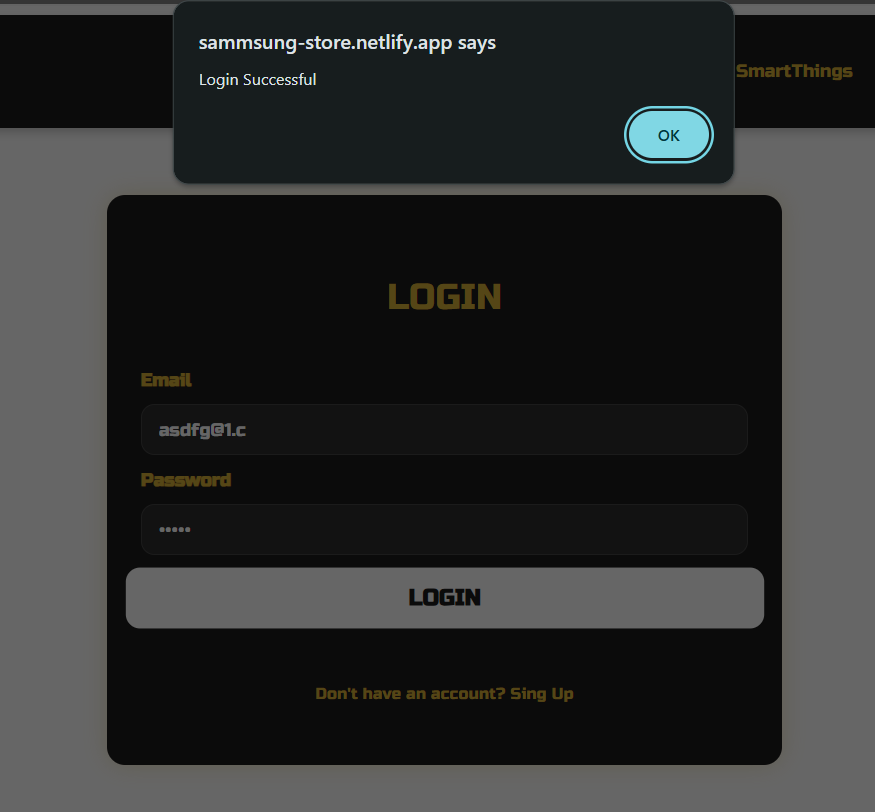 sammsung-store.netlify.app says
Login Successful
OK
SmartThings
LOGIN
Email
asdfg@1.c
Password
•••••
LOGIN
Don't have an account? Sing Up